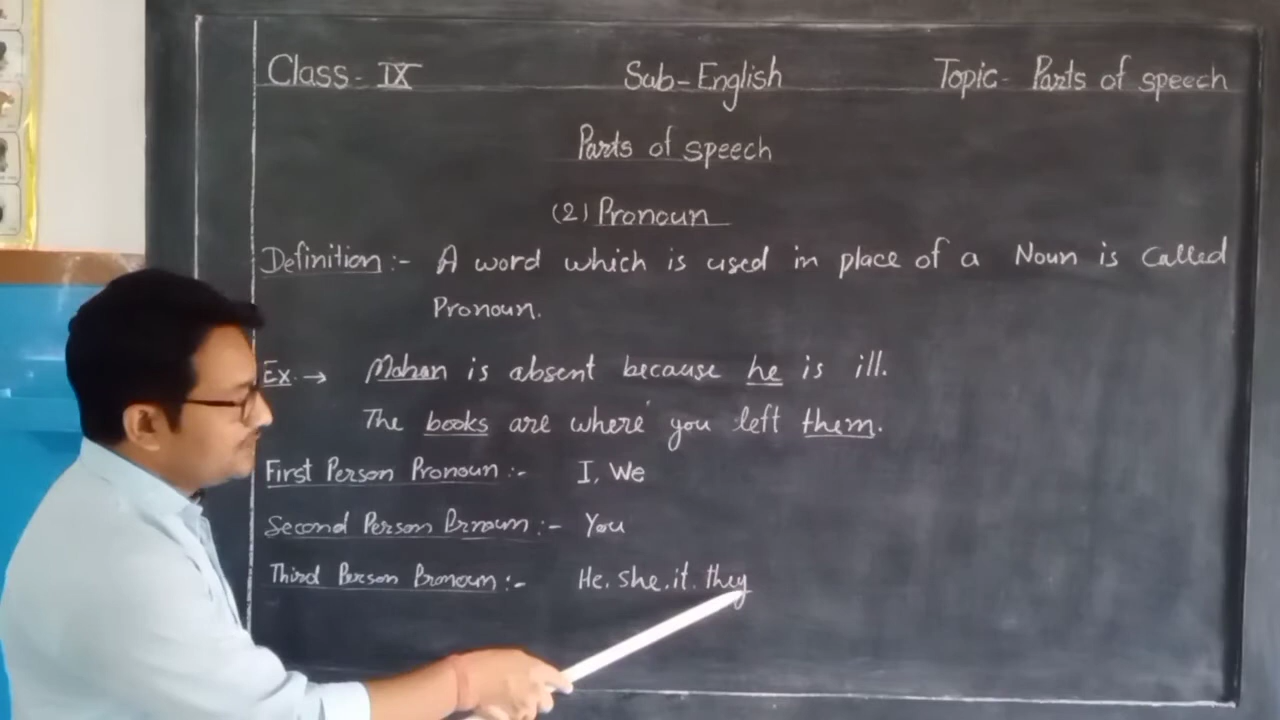 Class- IX Sub-English Topic- Parts of speech
Parts of speech
(2) Pronoun
Definition :- A word which is used in place of a Noun is Called
Pronoun.
Ex. → Mohan is absent because he is ill.
The books are where you left them.
First Person Pronoun :- I, We
Second Person Prnoun :- You
Third Person Pronoun :- He, she, it, they